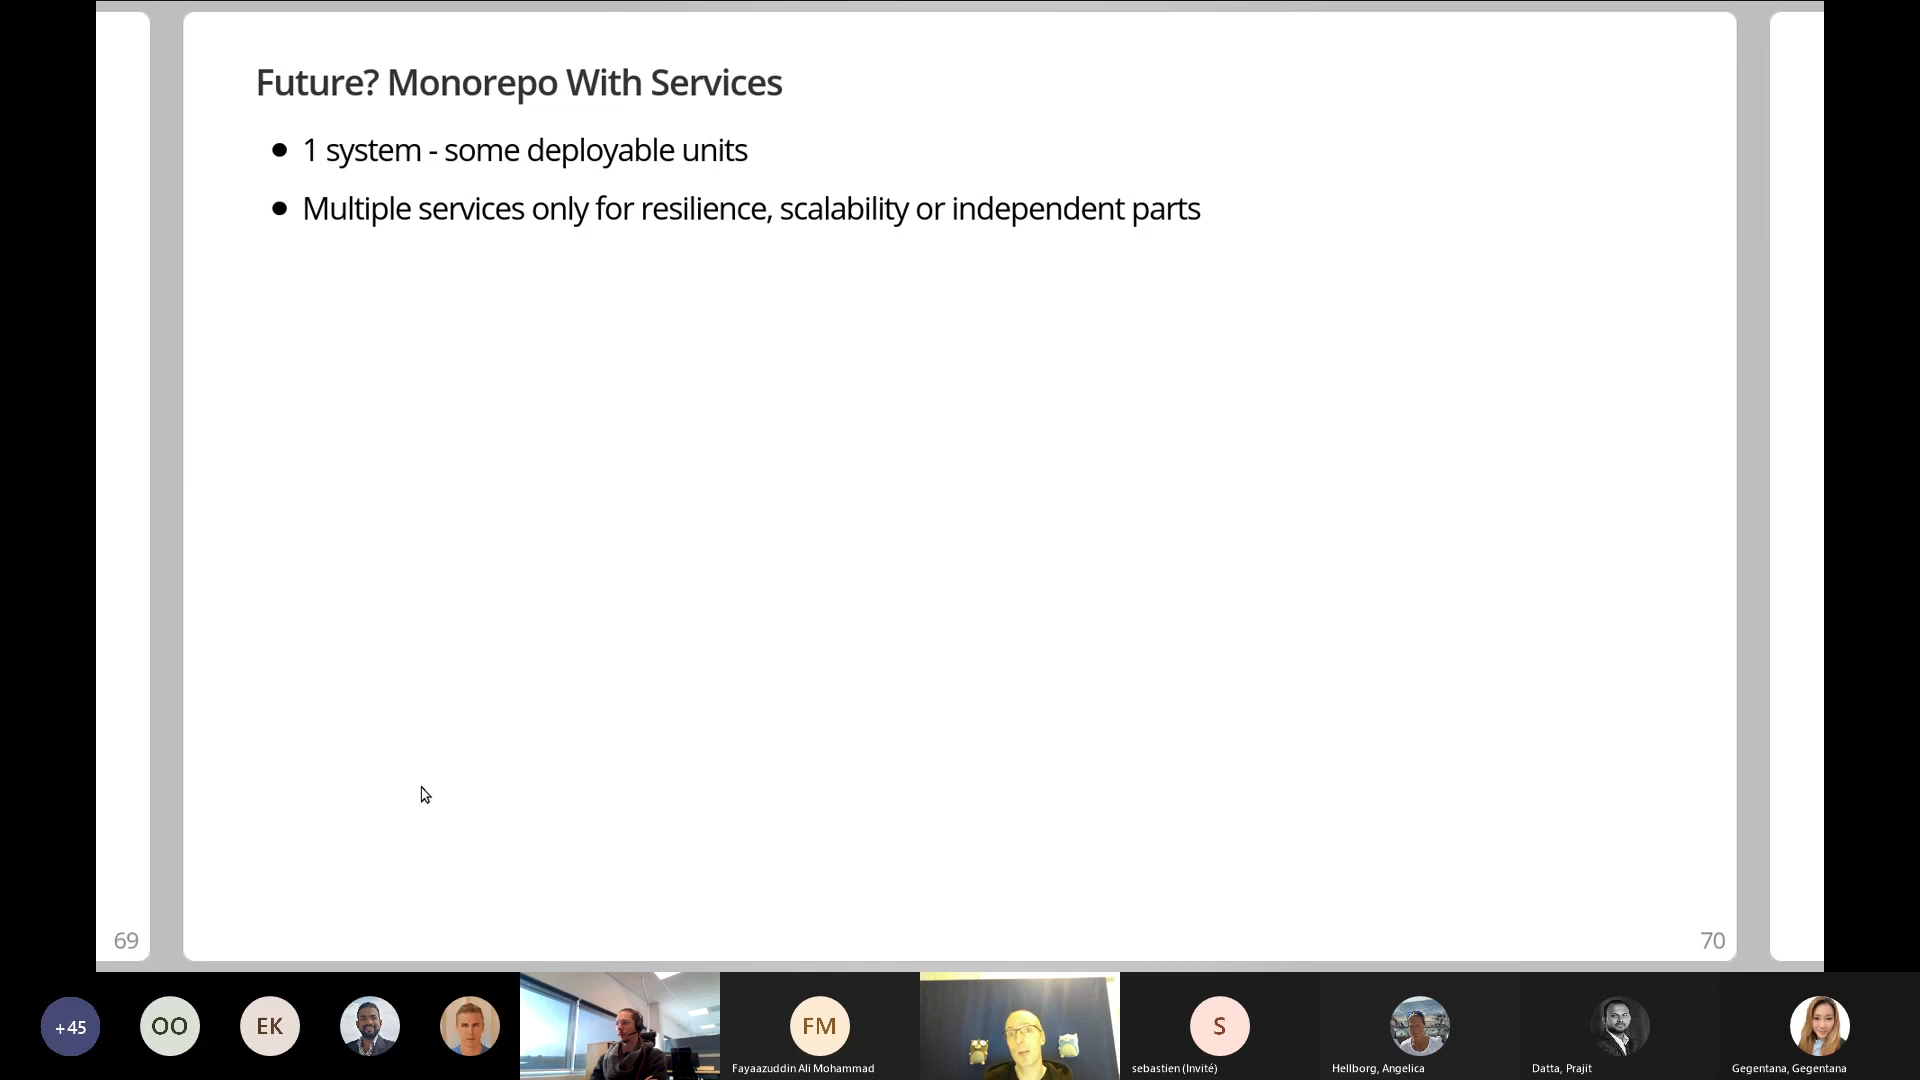 Future? Monorepo With Services
1 system - some deployable units
Multiple services only for resilience, scalability or independent parts
69
70
+45
OO
EK
FM
Fayaazuddin Ali Mohammad
S
sebastien (Invité)
Hellborg, Angelica
Datta, Prajit
Gegentana, Gegentana